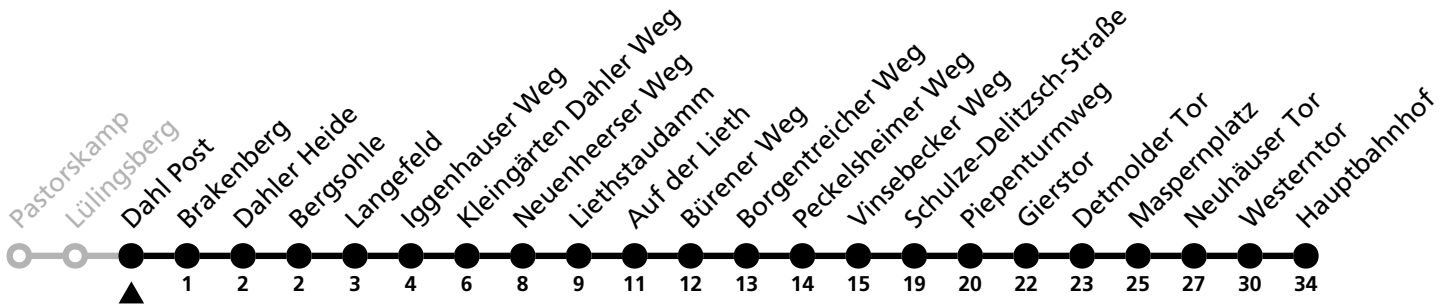 Pastorskamp
Lüllingsberg
Dahl Post
Brakenberg
Dahler Heide
Bergsohle
Langefeld
Iggenhauser Weg
Kleingärten Dahler Weg
Neuenheerser Weg
Liethstaudamm
Auf der Lieth
Bürener Weg
Borgentreicher Weg
Peckelsheimer Weg
Vinsebecker Weg
Schulze-Delitzsch-Straße
Piepenturmweg
Gierstor
Detmolder Tor
Maspernplatz
Neuhäuser Tor
Westerntor
Hauptbahnhof
1 2 2 3 4 6 8 9 11 12 13 14 15 19 20 22 23 25 27 30 34